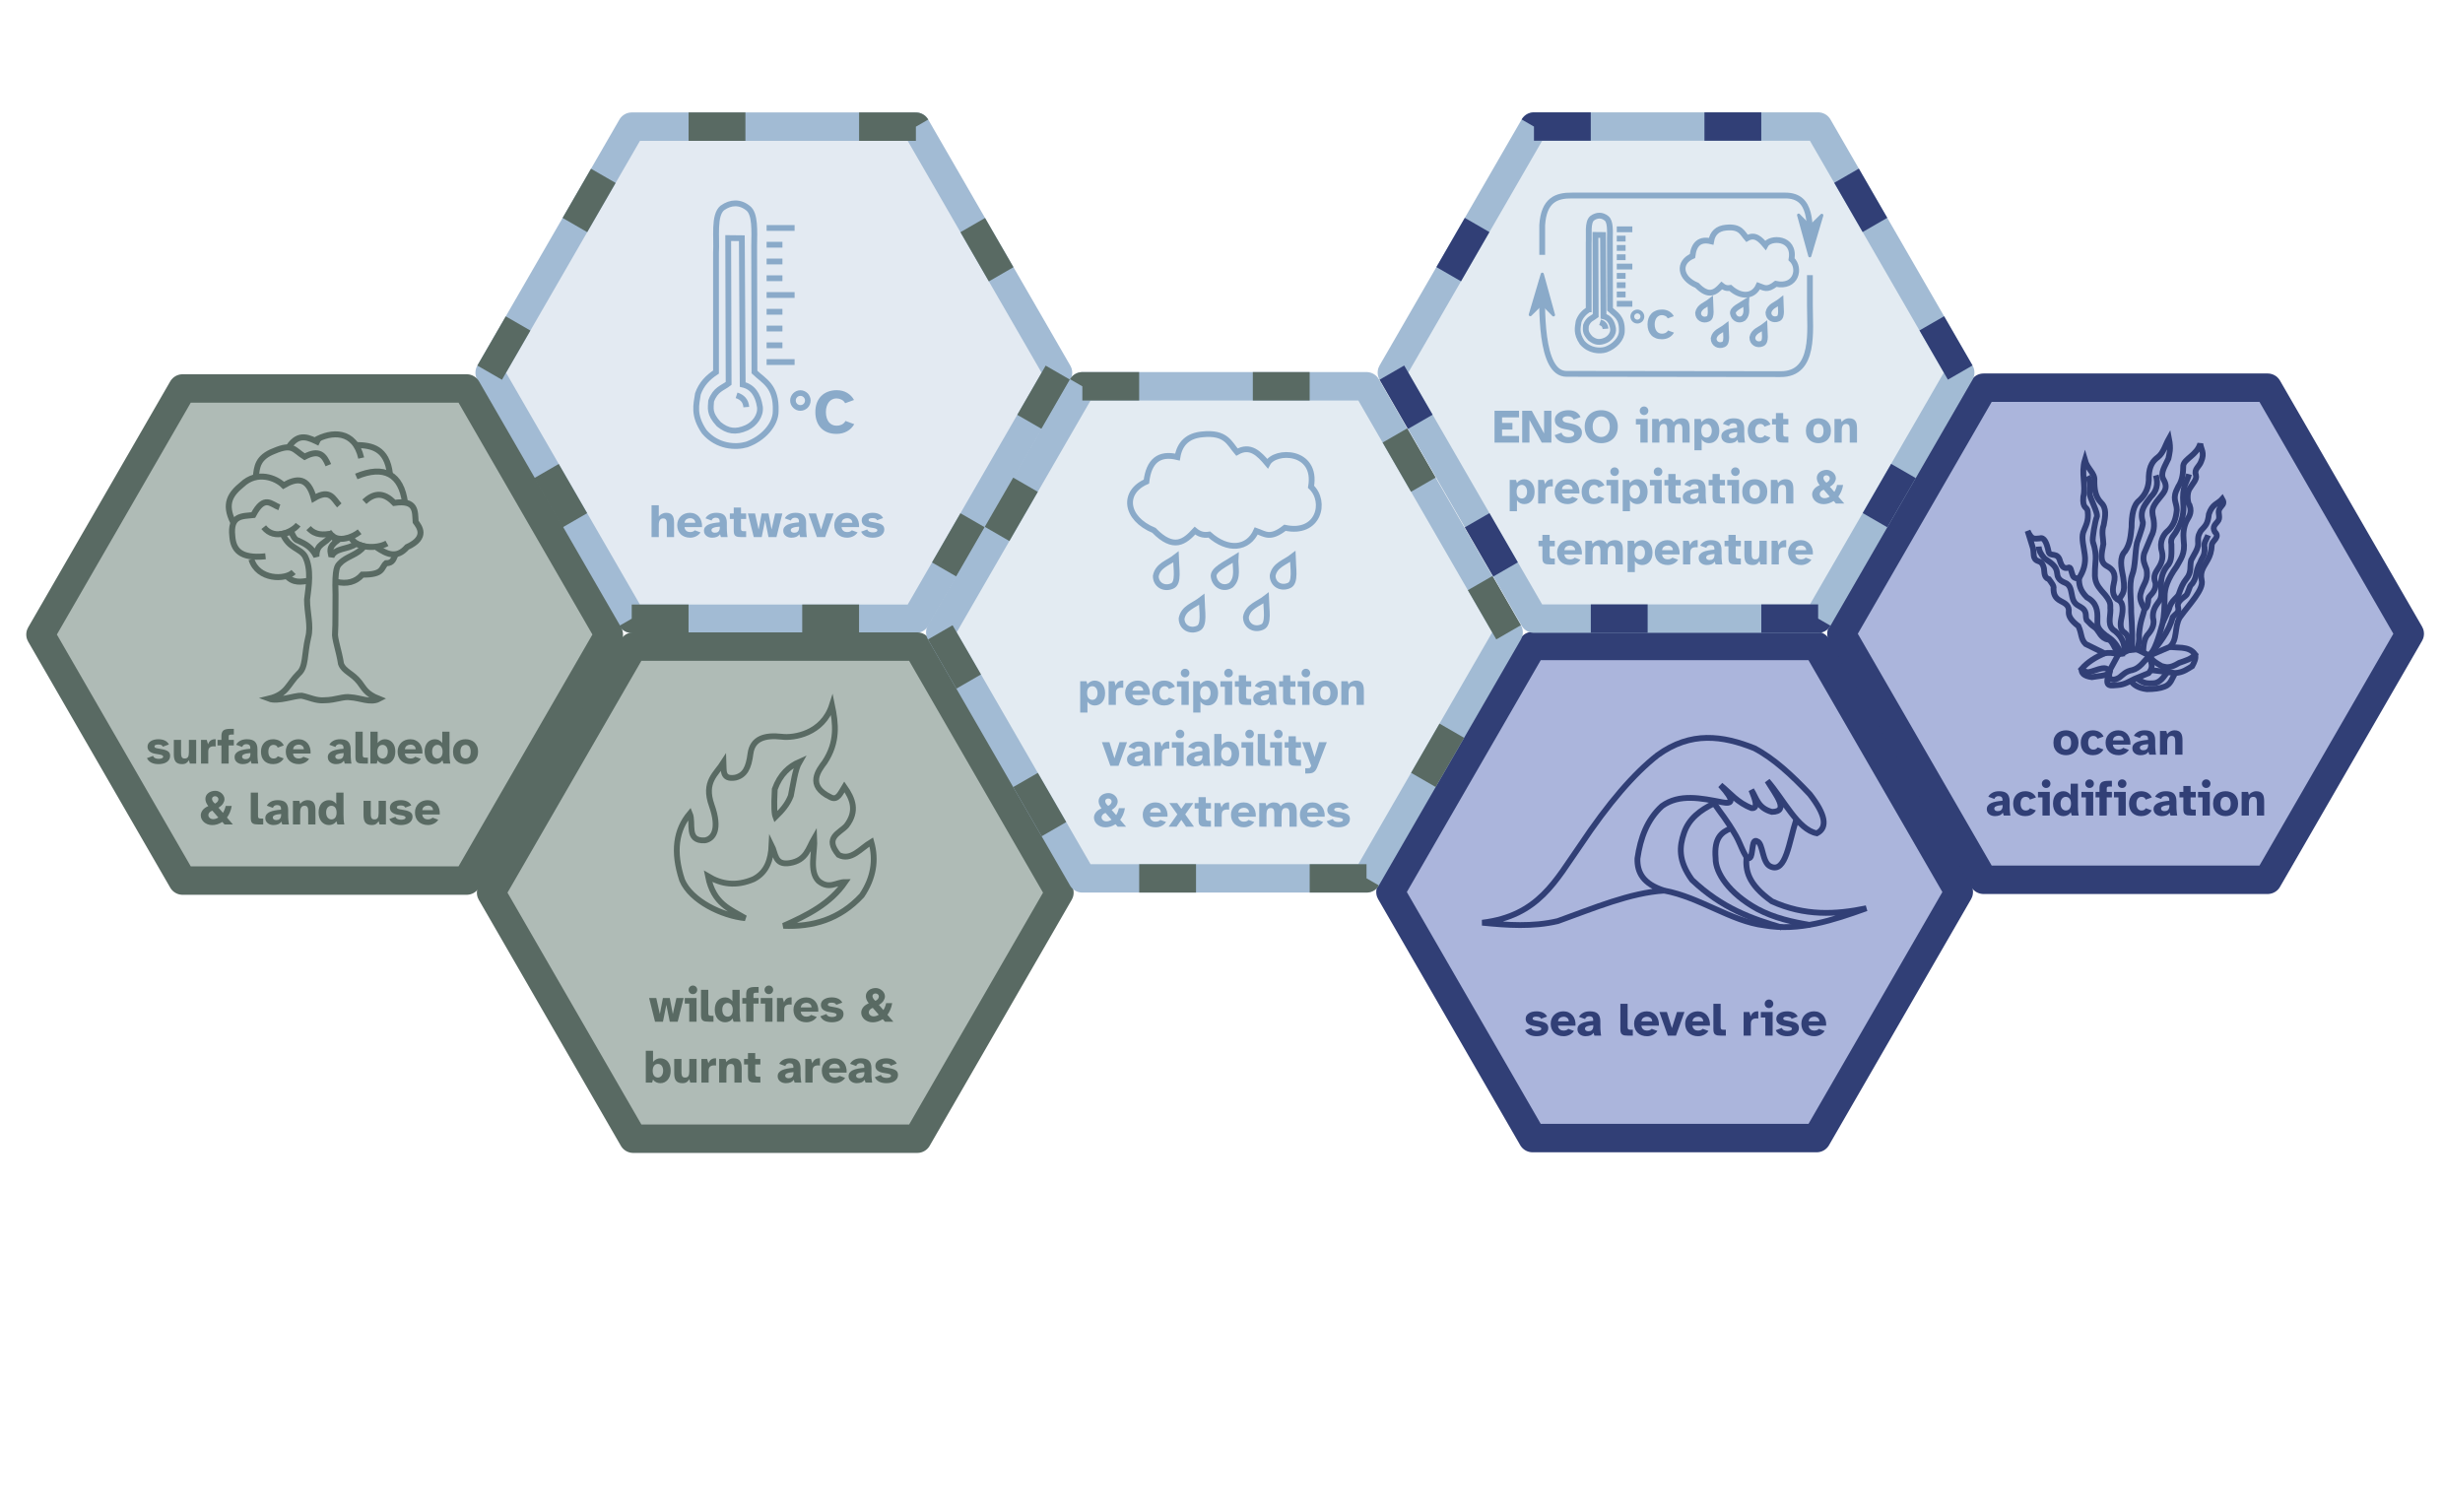 °C
heatwaves
°C
ENSO impact on
precipitation &
temperature
surface albedo
& land use
precipitation
variability
& extremes
ocean
acidification
wildfires &
burnt areas
sea level rise